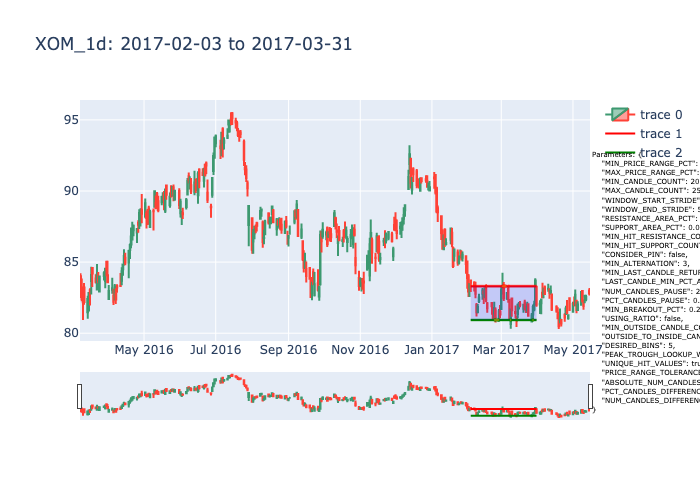 XOM_1d: 2017-02-03 to 2017-03-31
95
90
85
80
May 2016
Jul 2016
Sep 2016
Nov 2016
Jan 2017
Mar 2017
May 2017
trace 0
trace 1
trace 2
Parameters: {
"MIN_PRICE_RANGE_PCT":
"MAX_PRICE_RANGE_PCT":
"MIN_CANDLE_COUNT": 20
"MAX_CANDLE_COUNT": 25
"WINDOW_START_STRIDE"
"WINDOW_END_STRIDE": 5
"RESISTANCE_AREA_PCT":
"SUPPORT_AREA_PCT": 0.0
"MIN_HIT_RESISTANCE_CO
"MIN_HIT_SUPPORT_COUNT
"CONSIDER_PIN": false,
"MIN_ALTERNATION": 3,
"MIN_LAST_CANDLE_RETUR
"LAST_CANDLE_MIN_PCT_A
"NUM_CANDLES_PAUSE": 2
"PCT_CANDLES_PAUSE": 0.
"MIN_BREAKOUT_PCT": 0.2
"USING_RATIO": false,
"MIN_OUTSIDE_CANDLE_CO
"OUTSIDE_TO_INSIDE_CAN
"DESIRED_BINS": 5,
"PEAK_TROUGH_LOOKUP_W
"UNIQUE_HIT_VALUES": tru
"PRICE_RANGE_TOLERANC
"ABSOLUTE_NUM_CANDLES
"PCT_CANDLES_DIFFERENC
"NUM_CANDLES_DIFFERENC
}